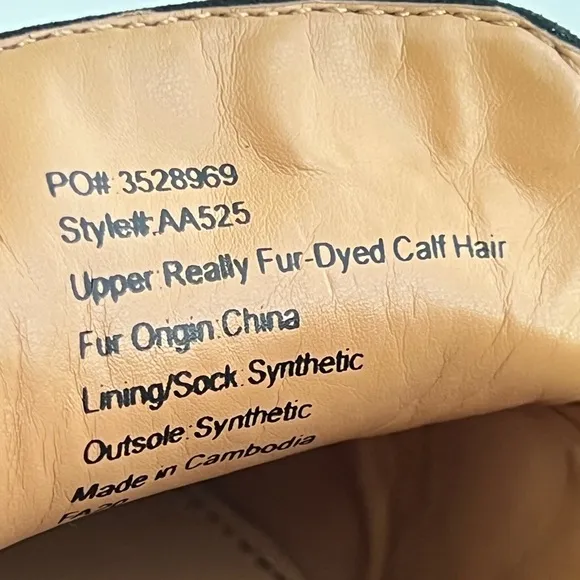 PO#:3528969
Style#:AA525
Upper:Really Fur-Dyed Calf Hair
Fur Origin:China
Lining/Sock:Synthetic
Outsole:Synthetic
Made in Cambodia